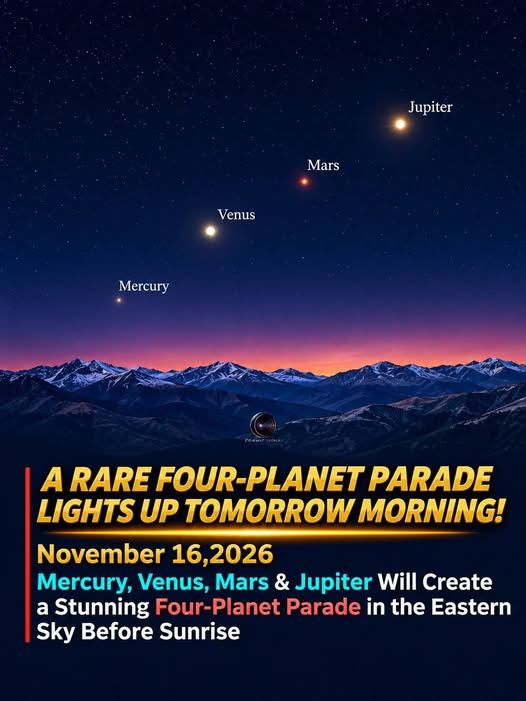 Jupiter
Mars
Venus
Mercury
A RARE FOUR-PLANET PARADE
LIGHTS UP TOMORROW MORNING!
November 16,2026
Mercury, Venus, Mars & Jupiter Will Create
a Stunning Four-Planet Parade in the Eastern
Sky Before Sunrise